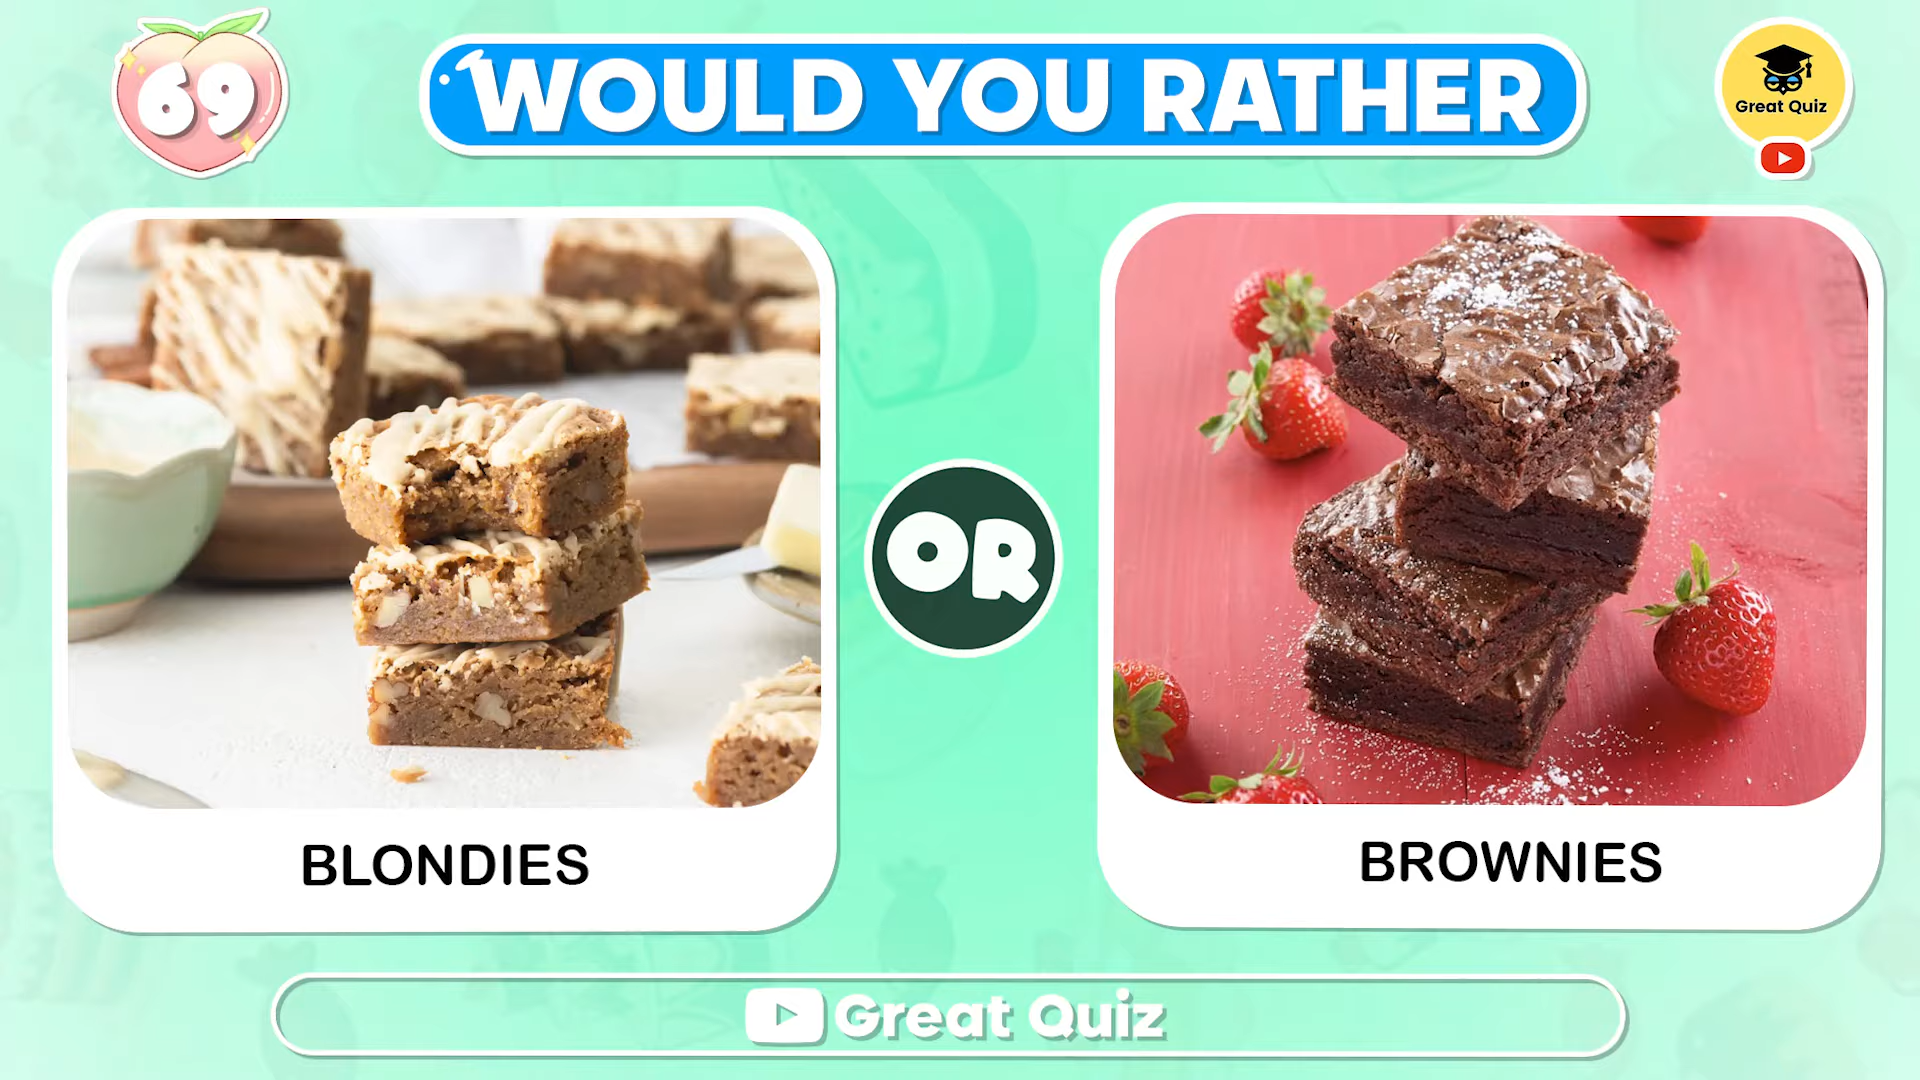 69
WOULD YOU RATHER
Great Quiz
OR
BLONDIES
BROWNIES
Great Quiz